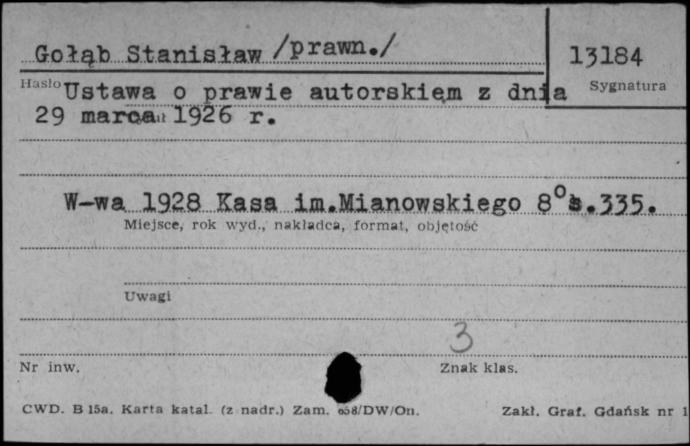 Gołąb Stanisław /prawn./
13184
Hasło
Sygnatura
Ustawa o prawie autorskiem z dnia
29 marca 1926 r.
W-wa 1928 Kasa im.Mianowskiego 8° s.335.
Miejsce, rok wyd., nakładca, format, objętość
Uwagi
3
Nr inw.
Znak klas.
CWD. B 15a. Karta katal. (z nadr.) Zam. /DW/On.
Zakł. Graf. Gdańsk nr 1